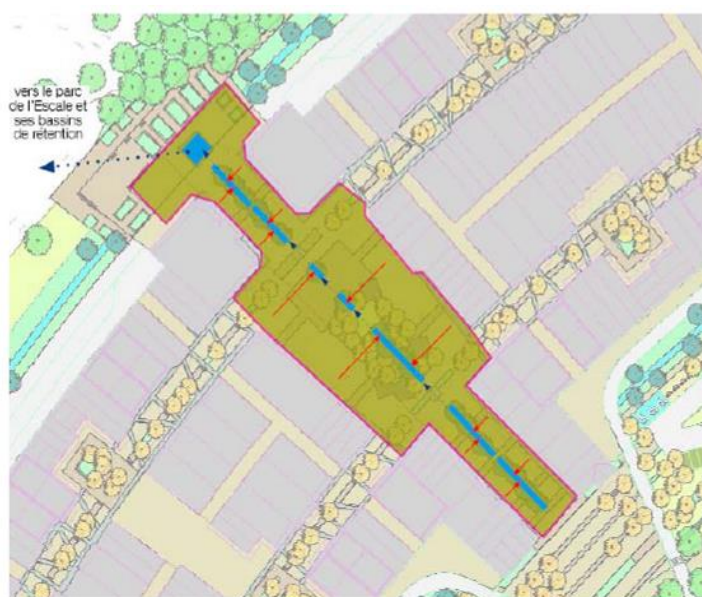 vers le parc
de l'Escale et
ses bassins
de rétention